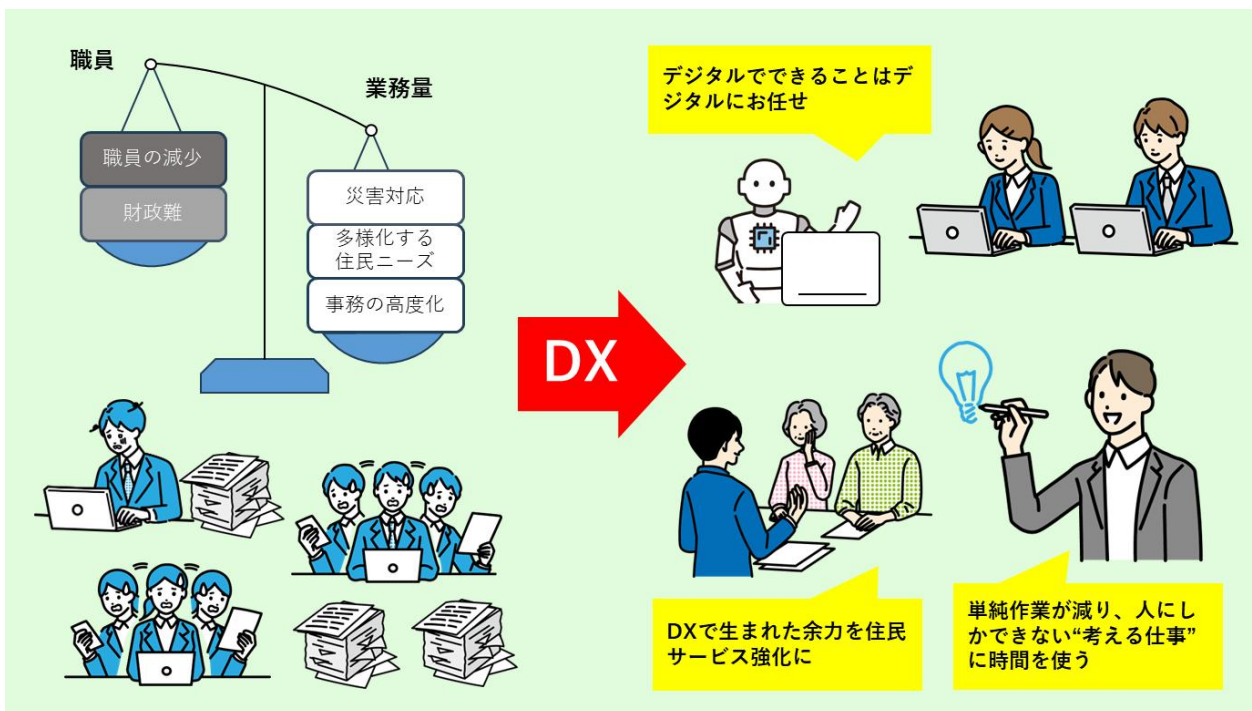 職員
業務量
職員の減少
財政難
災害対応
多様化する
住民ニーズ
事務の高度化
DX
デジタルでできることはデ
ジタルにお任せ
DXで生まれた余力を住民
サービス強化に
単純作業が減り、人にし
かできない“考える仕事”
に時間を使う